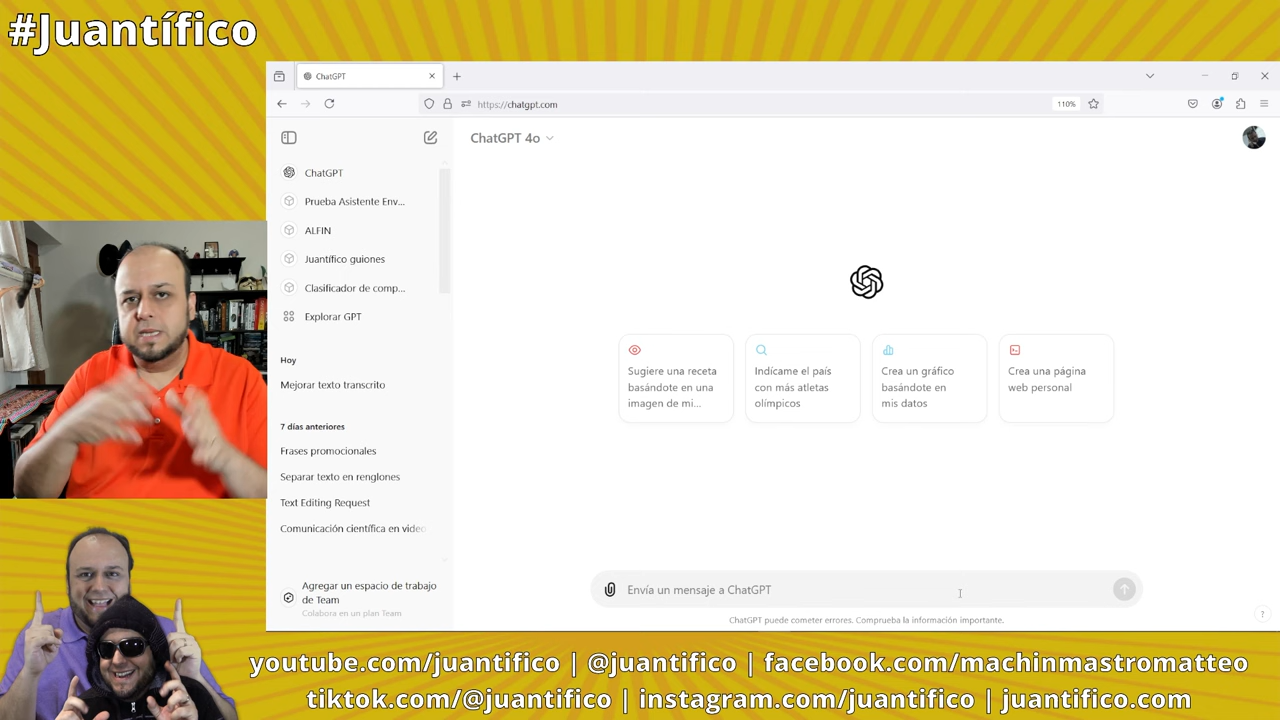 #Juantífico
ChatGPT
https://chatgpt.com
110%
ChatGPT 4o
ChatGPT
Prueba Asistente Env...
ALFIN
Juantífico guiones
Clasificador de comp...
Explorar GPT
Hoy
Mejorar texto transcrito
7 días anteriores
Frases promocionales
Separar texto en renglones
Text Editing Request
Comunicación científica en video
Agregar un espacio de trabajo
de Team
Colabora en un plan Team
Sugiere una receta
basándote en una
imagen de mi...
Indícame el país
con más atletas
olímpicos
Crea un gráfico
basándote en
mis datos
Crea una página
web personal
Envía un mensaje a ChatGPT
ChatGPT puede cometer errores. Comprueba la información importante.
?
youtube.com/juantifico | @juantifico | facebook.com/machinmastromatteo
tiktok.com/@juantifico | instagram.com/juantifico | juantifico.com